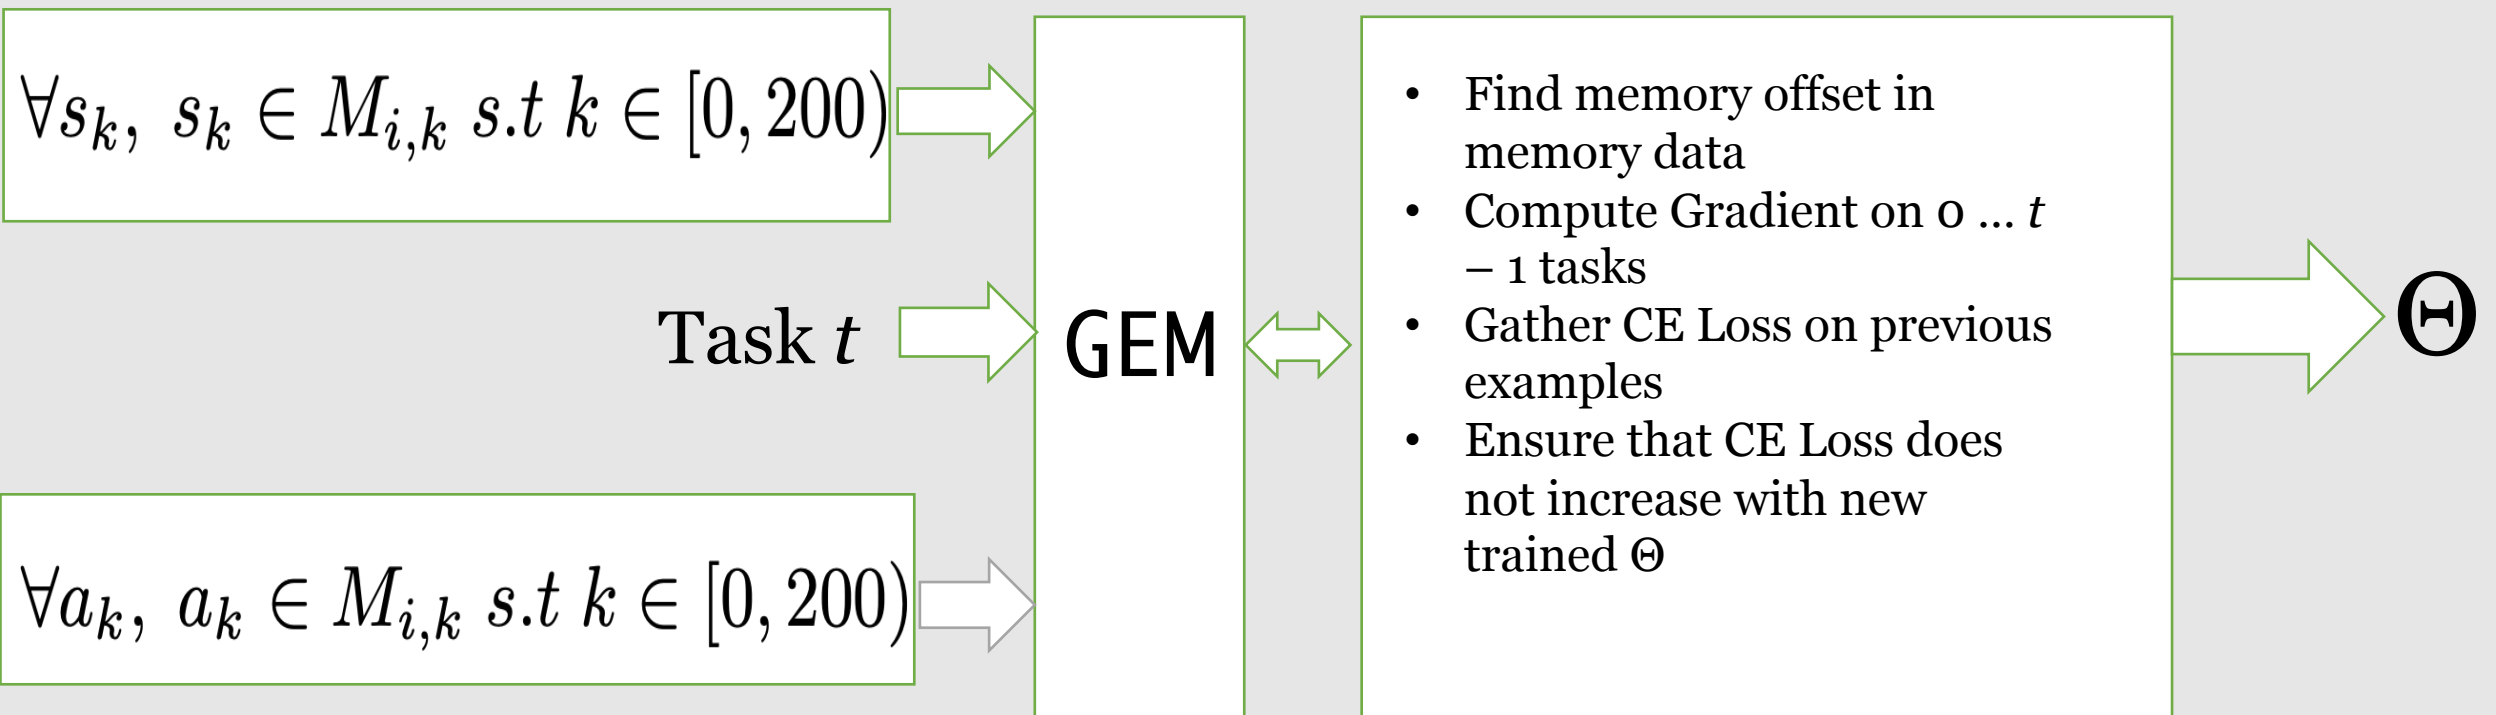 ∀s_k, s_k ∈ M_{i,k} s.t k ∈ [0, 200)
Task t
∀a_k, a_k ∈ M_{i,k} s.t k ∈ [0, 200)
GEM
• Find memory offset in
memory data
• Compute Gradient on 0 ... t
– 1 tasks
• Gather CE Loss on previous
examples
• Ensure that CE Loss does
not increase with new
trained Θ
Θ